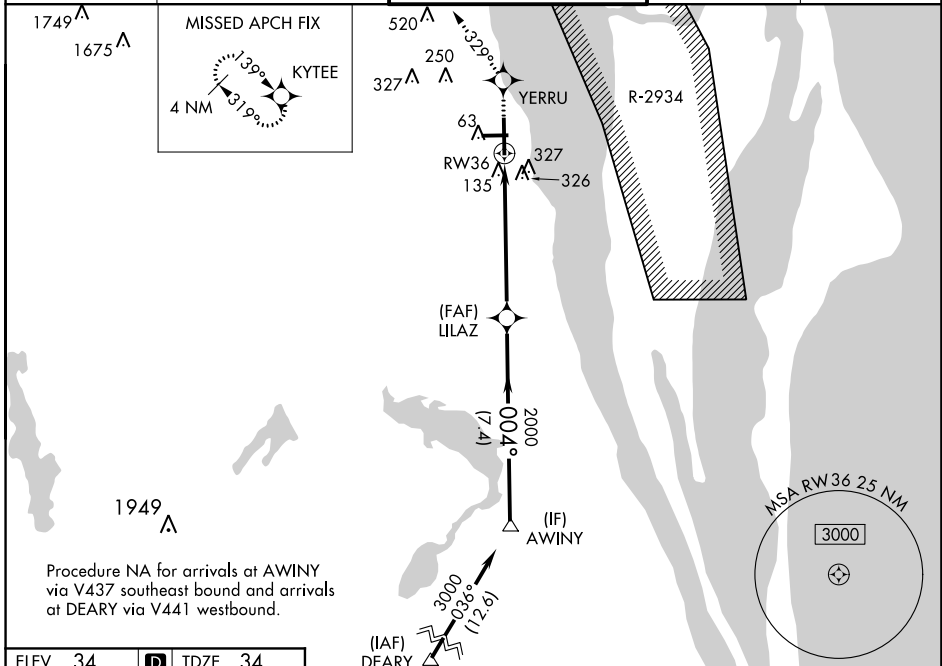 1749
1675
MISSED APCH FIX
139°
KYTEE
4 NM
319°
520
329°
250
327
YERRU
R-2934
63
RW36
327
135
326
(FAF)
LILAZ
2000
004°
(7.4)
1949
(IF)
AWINY
MSA RW36 25 NM
3000
Procedure NA for arrivals at AWINY
via V437 southeast bound and arrivals
at DEARY via V441 westbound.
3000
036°
(12.6)
(IAF)
DEARY
ELEV 34 D TDZE 34